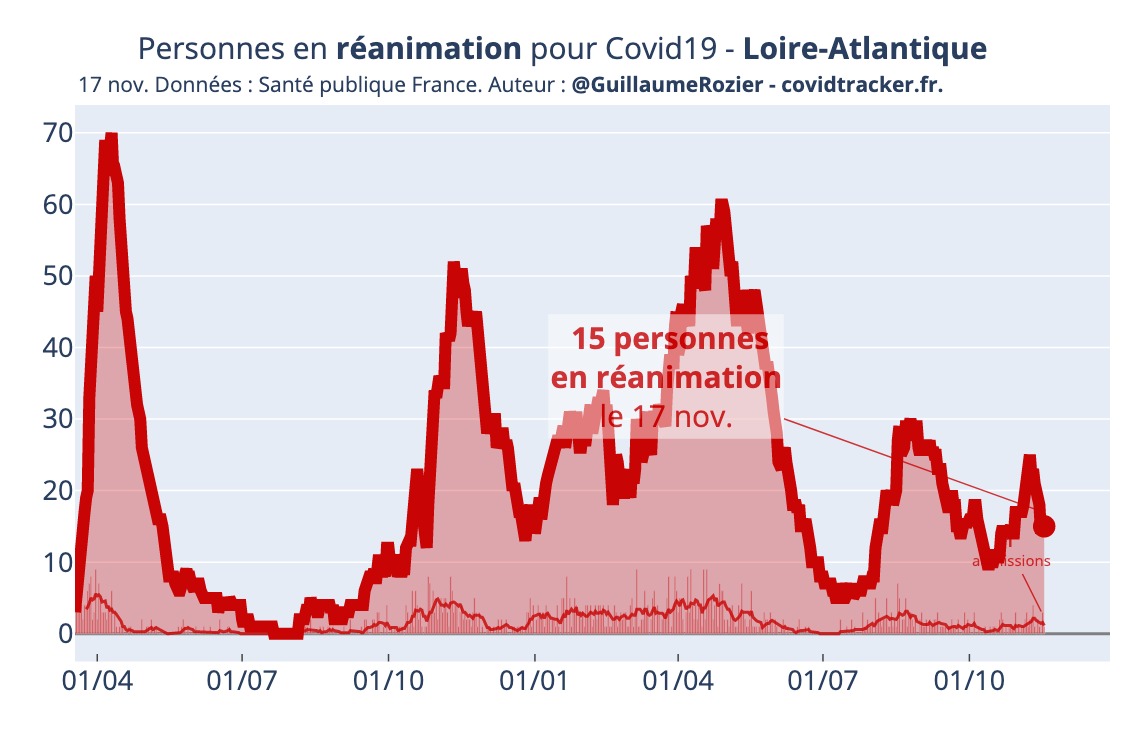 Personnes en réanimation pour Covid19 - Loire-Atlantique
17 nov. Données : Santé publique France. Auteur : @GuillaumeRozier - covidtracker.fr.
70
60
50
40
30
20
10
0
15 personnes
en réanimation
le 17 nov.
admissions
01/04
01/07
01/10
01/01
01/04
01/07
01/10